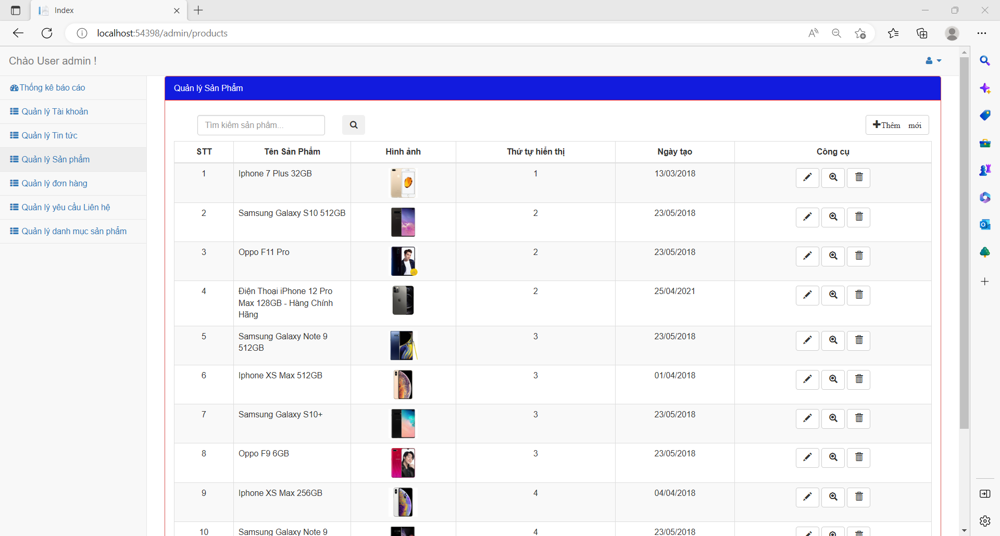 Index
localhost:54398/admin/products
Chào User admin !
Thống kê báo cáo
Quản lý Tài khoản
Quản lý Tin tức
Quản lý Sản phẩm
Quản lý đơn hàng
Quản lý yêu cầu Liên hệ
Quản lý danh mục sản phẩm
Quản lý Sản Phẩm
Tìm kiếm sản phẩm...
Thêm mới
STT Tên Sản Phẩm Hình ảnh Thứ tự hiển thị Ngày tạo Công cụ
1 Iphone 7 Plus 32GB 1 13/03/2018
2 Samsung Galaxy S10 512GB 2 23/05/2018
3 Oppo F11 Pro 2 23/05/2018
4 Điện Thoại iPhone 12 Pro 2 25/04/2021
Max 128GB - Hàng Chính
Hãng
5 Samsung Galaxy Note 9 3 23/05/2018
512GB
6 Iphone XS Max 512GB 3 01/04/2018
7 Samsung Galaxy S10+ 3 23/05/2018
8 Oppo F9 6GB 3 23/05/2018
9 Iphone XS Max 256GB 4 04/04/2018
10 Samsung Galaxy Note 9 4 23/05/2018